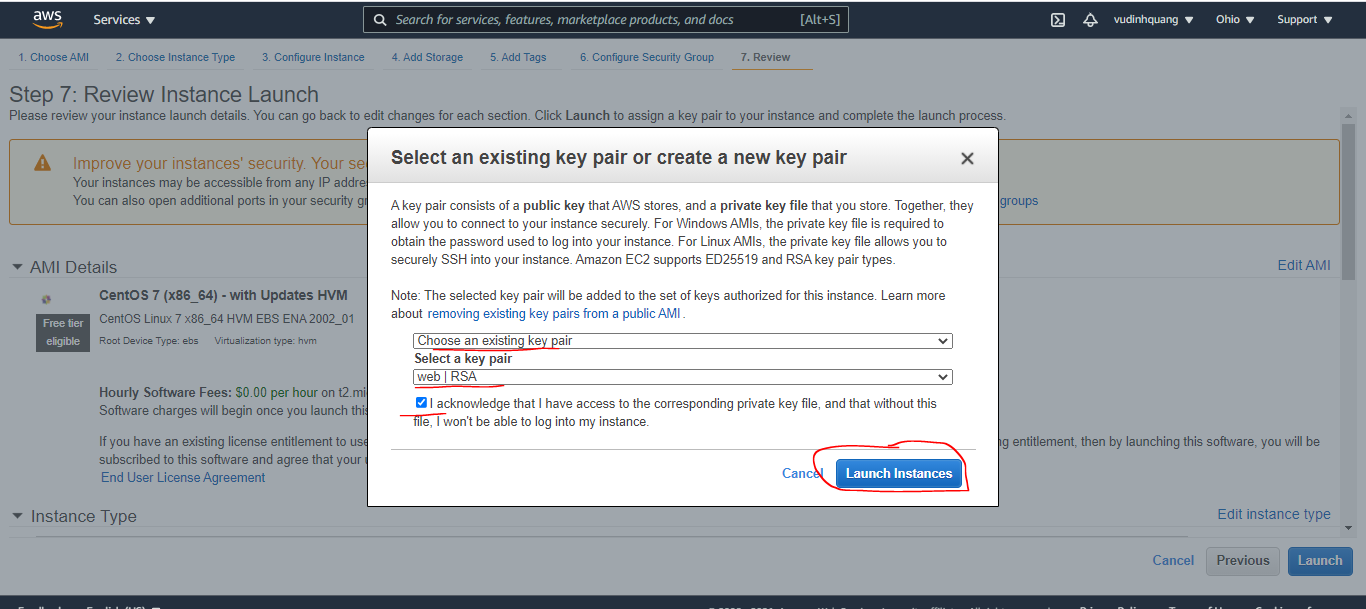 aws
Services
Search for services, features, marketplace products, and docs [Alt+S]
vudinhquang
Ohio
Support
1. Choose AMI 2. Choose Instance Type 3. Configure Instance 4. Add Storage 5. Add Tags 6. Configure Security Group 7. Review
Step 7: Review Instance Launch
Please review your instance launch details. You can go back to edit changes for each section. Click Launch to assign a key pair to your instance and complete the launch process.
Improve your instances' security. Your se
Your instances may be accessible from any IP addre
You can also open additional ports in your security g
groups
AMI Details
Edit AMI
CentOS 7 (x86_64) - with Updates HVM
Free tier
eligible
CentOS Linux 7 x86_64 HVM EBS ENA 2002_01
Root Device Type: ebs Virtualization type: hvm
Hourly Software Fees: $0.00 per hour on t2.mi
Software charges will begin once you launch this
If you have an existing license entitlement to use
ng entitlement, then by launching this software, you will be
subscribed to this software and agree that your
End User License Agreement
Instance Type
Edit instance type
Select an existing key pair or create a new key pair
A key pair consists of a public key that AWS stores, and a private key file that you store. Together, they
allow you to connect to your instance securely. For Windows AMIs, the private key file is required to
obtain the password used to log into your instance. For Linux AMIs, the private key file allows you to
securely SSH into your instance. Amazon EC2 supports ED25519 and RSA key pair types.
Note: The selected key pair will be added to the set of keys authorized for this instance. Learn more
about removing existing key pairs from a public AMI.
Choose an existing key pair
Select a key pair
web | RSA
I acknowledge that I have access to the corresponding private key file, and that without this
file, I won't be able to log into my instance.
Cancel
Launch Instances
Cancel
Previous
Launch